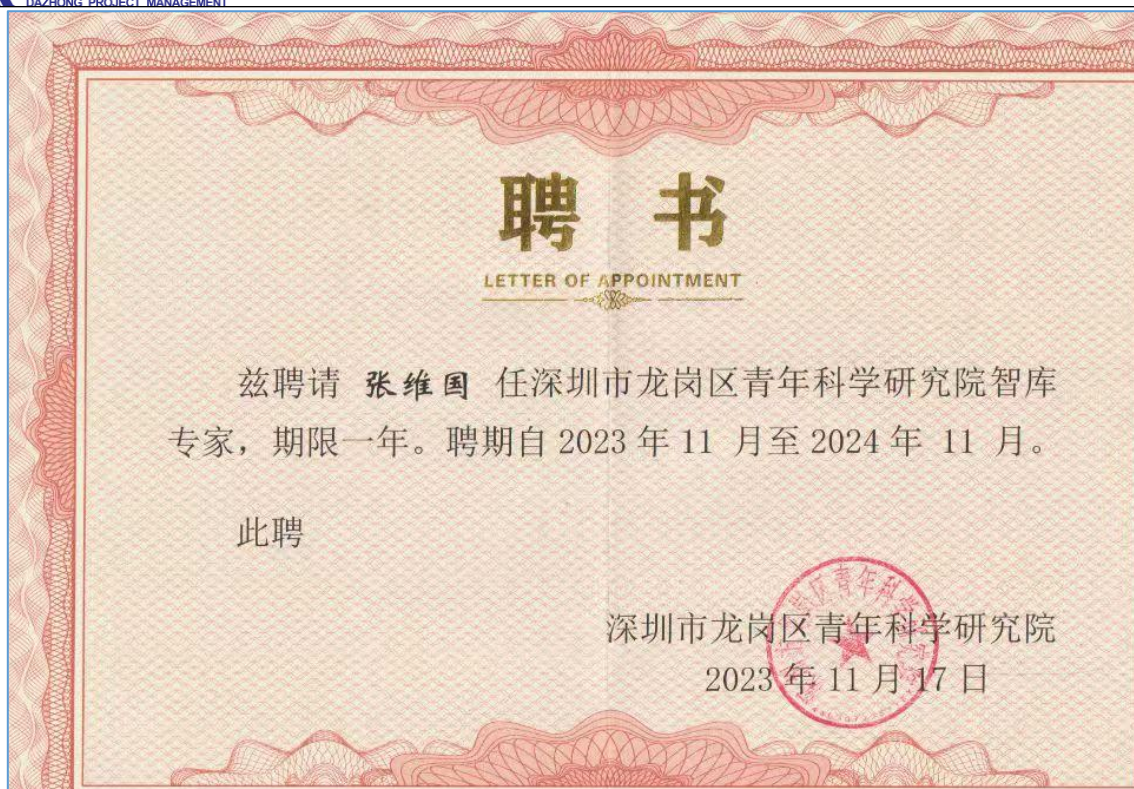 DAZHONG PROJECT MANAGEMENT
聘 书
LETTER OF APPOINTMENT
兹聘请 张维国 任深圳市龙岗区青年科学研究院智库
专家，期限一年。聘期自 2023 年 11 月至 2024 年 11 月。
此聘
深圳市龙岗区青年科学研究院
2023 年 11 月 17 日